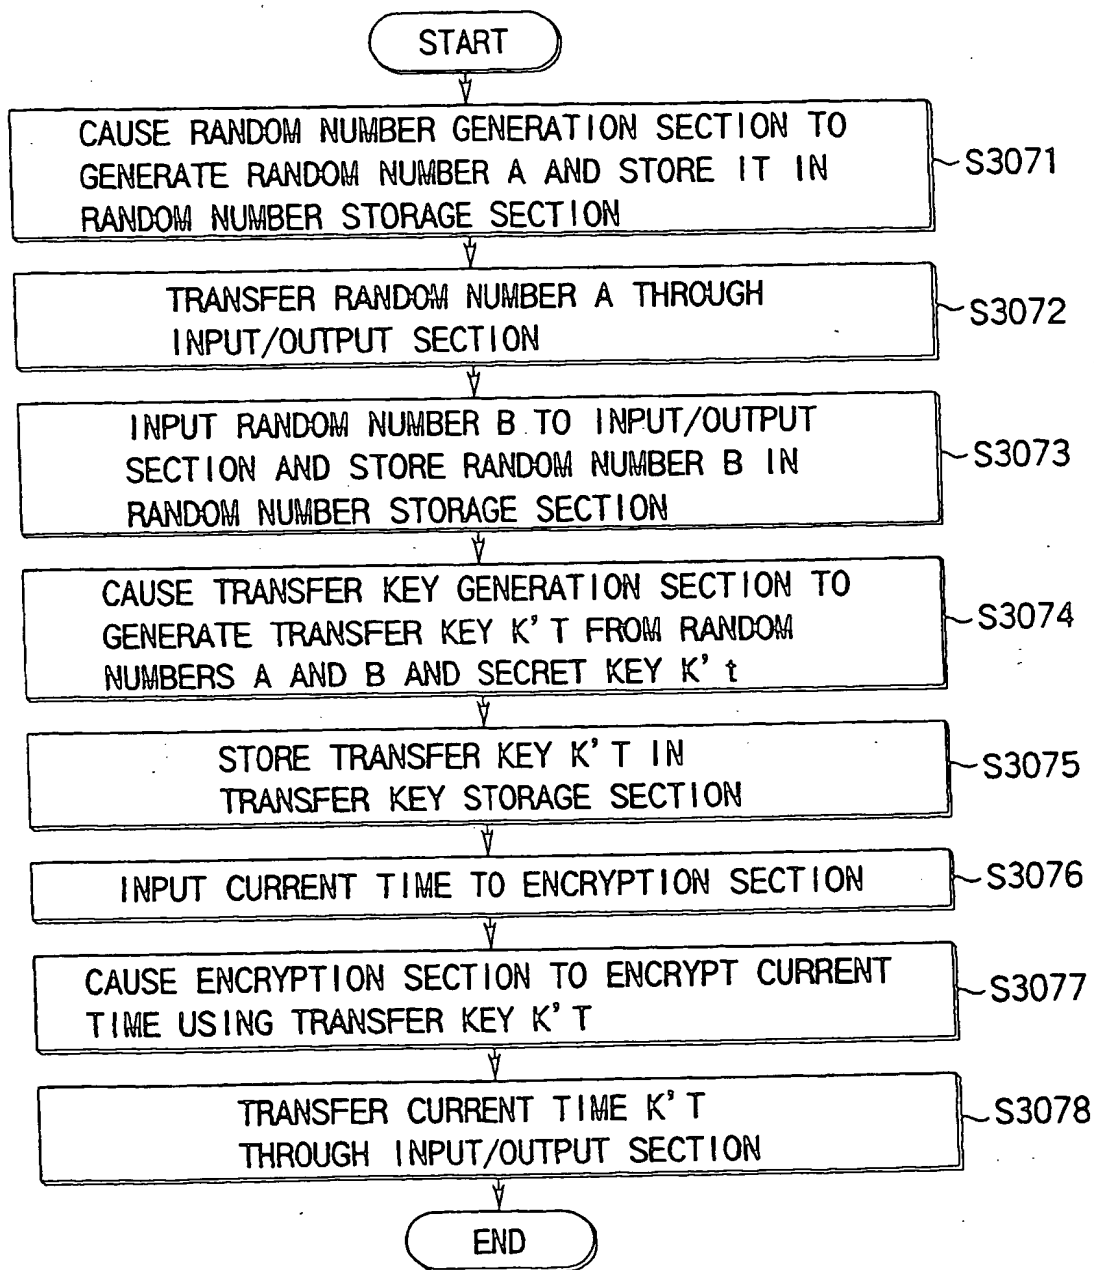 START
CAUSE RANDOM NUMBER GENERATION SECTION TO
GENERATE RANDOM NUMBER A AND STORE IT IN
RANDOM NUMBER STORAGE SECTION
S3071
TRANSFER RANDOM NUMBER A THROUGH
INPUT/OUTPUT SECTION
S3072
INPUT RANDOM NUMBER B TO INPUT/OUTPUT
SECTION AND STORE RANDOM NUMBER B IN
RANDOM NUMBER STORAGE SECTION
S3073
CAUSE TRANSFER KEY GENERATION SECTION TO
GENERATE TRANSFER KEY K'T FROM RANDOM
NUMBERS A AND B AND SECRET KEY K't
S3074
STORE TRANSFER KEY K'T IN
TRANSFER KEY STORAGE SECTION
S3075
INPUT CURRENT TIME TO ENCRYPTION SECTION
S3076
CAUSE ENCRYPTION SECTION TO ENCRYPT CURRENT
TIME USING TRANSFER KEY K'T
S3077
TRANSFER CURRENT TIME K'T
THROUGH INPUT/OUTPUT SECTION
S3078
END